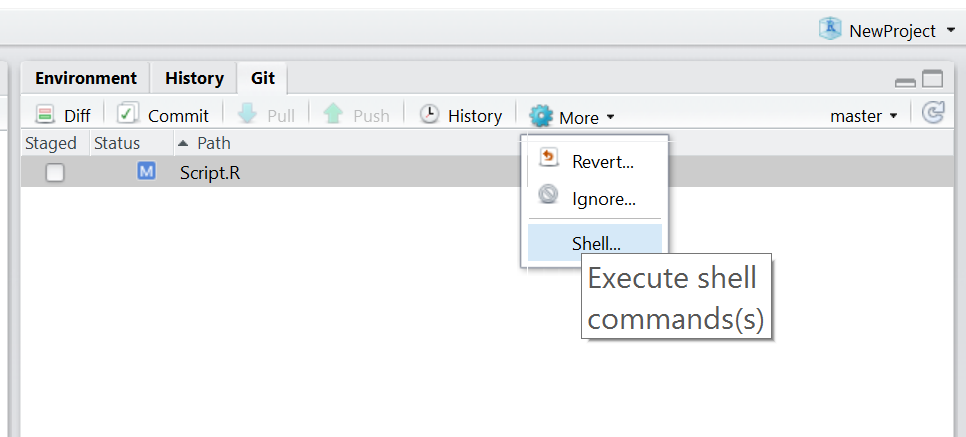 NewProject
Environment History Git
Diff Commit Pull Push History More master
Staged Status Path
M Script.R
Revert...
Ignore...
Shell...
Execute shell
commands(s)